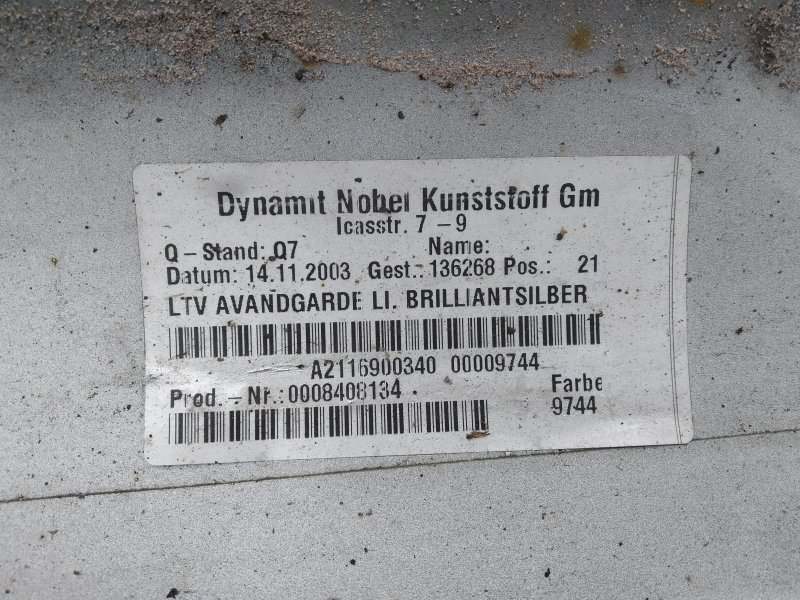 Dynamit Nobel Kunststoff Gm
Icasstr. 7 - 9
Q - Stand: Q7 Name:
Datum: 14.11.2003 Gest.: 136268 Pos.: 21
LTV AVANDGARDE LI. BRILLIANTSILBER
A2116900340 00009744
Prod. - Nr.: 0008408134 Farbe
9744